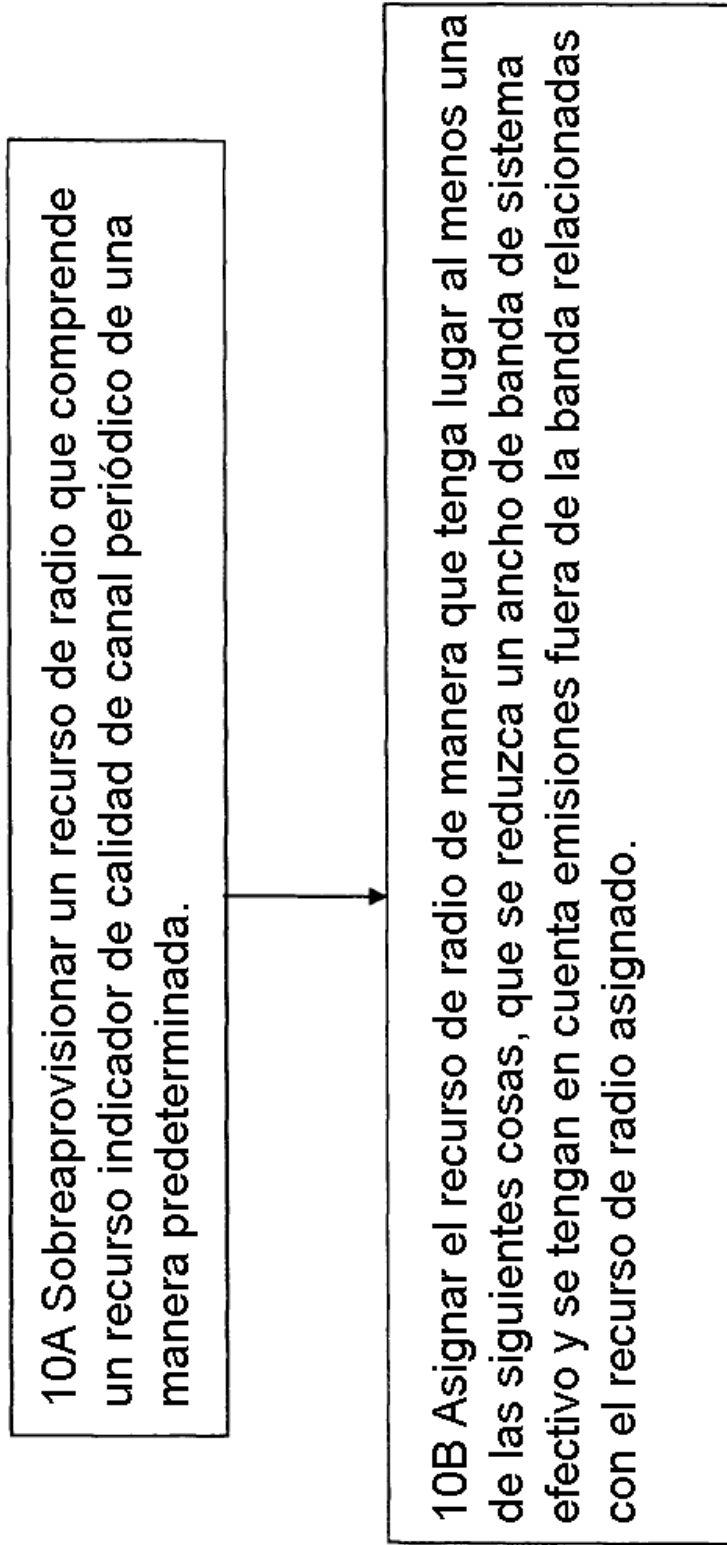 10A Sobreaprovisionar un recurso de radio que comprende
un recurso indicador de calidad de canal periódico de una
manera predeterminada.
10B Asignar el recurso de radio de manera que tenga lugar al menos una
de las siguientes cosas, que se reduzca un ancho de banda de sistema
efectivo y se tengan en cuenta emisiones fuera de la banda relacionadas
con el recurso de radio asignado.